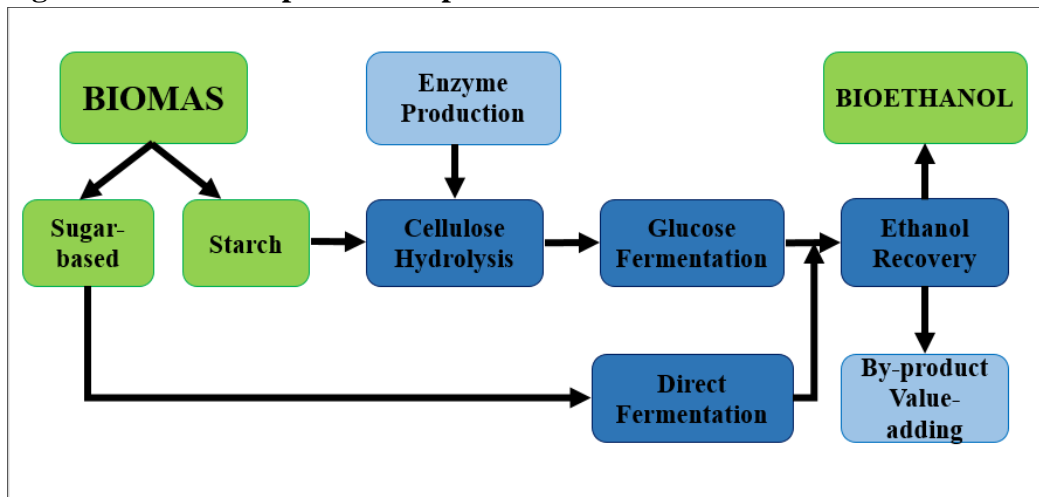 BIOMAS
Enzyme
Production
BIOETHANOL
Sugar-
based
Starch
Cellulose
Hydrolysis
Glucose
Fermentation
Ethanol
Recovery
Direct
Fermentation
By-product
Value-
adding